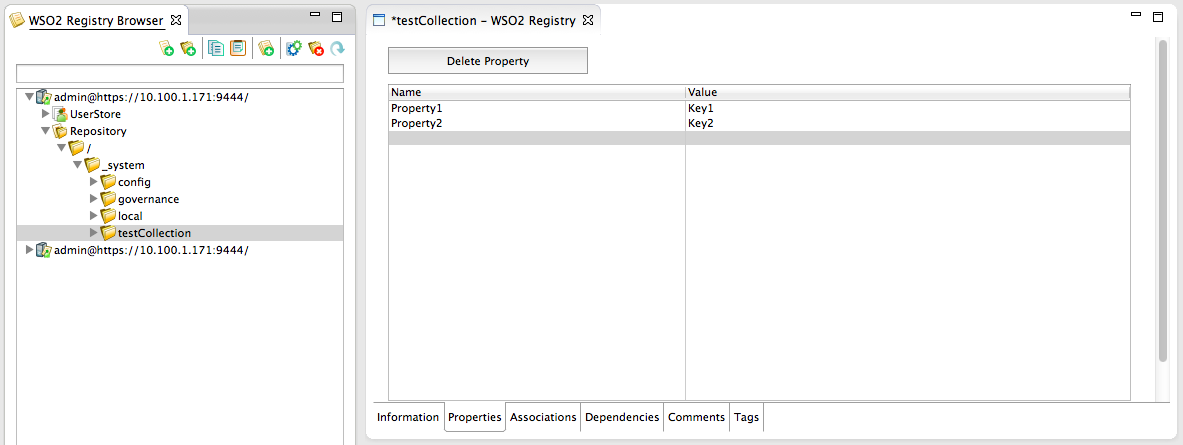 WSO2 Registry Browser
admin@https://10.100.1.171:9444/
UserStore
Repository
/
_system
config
governance
local
testCollection
admin@https://10.100.1.171:9444/
*testCollection - WSO2 Registry
Delete Property
Name Value
Property1 Key1
Property2 Key2
Information Properties Associations Dependencies Comments Tags